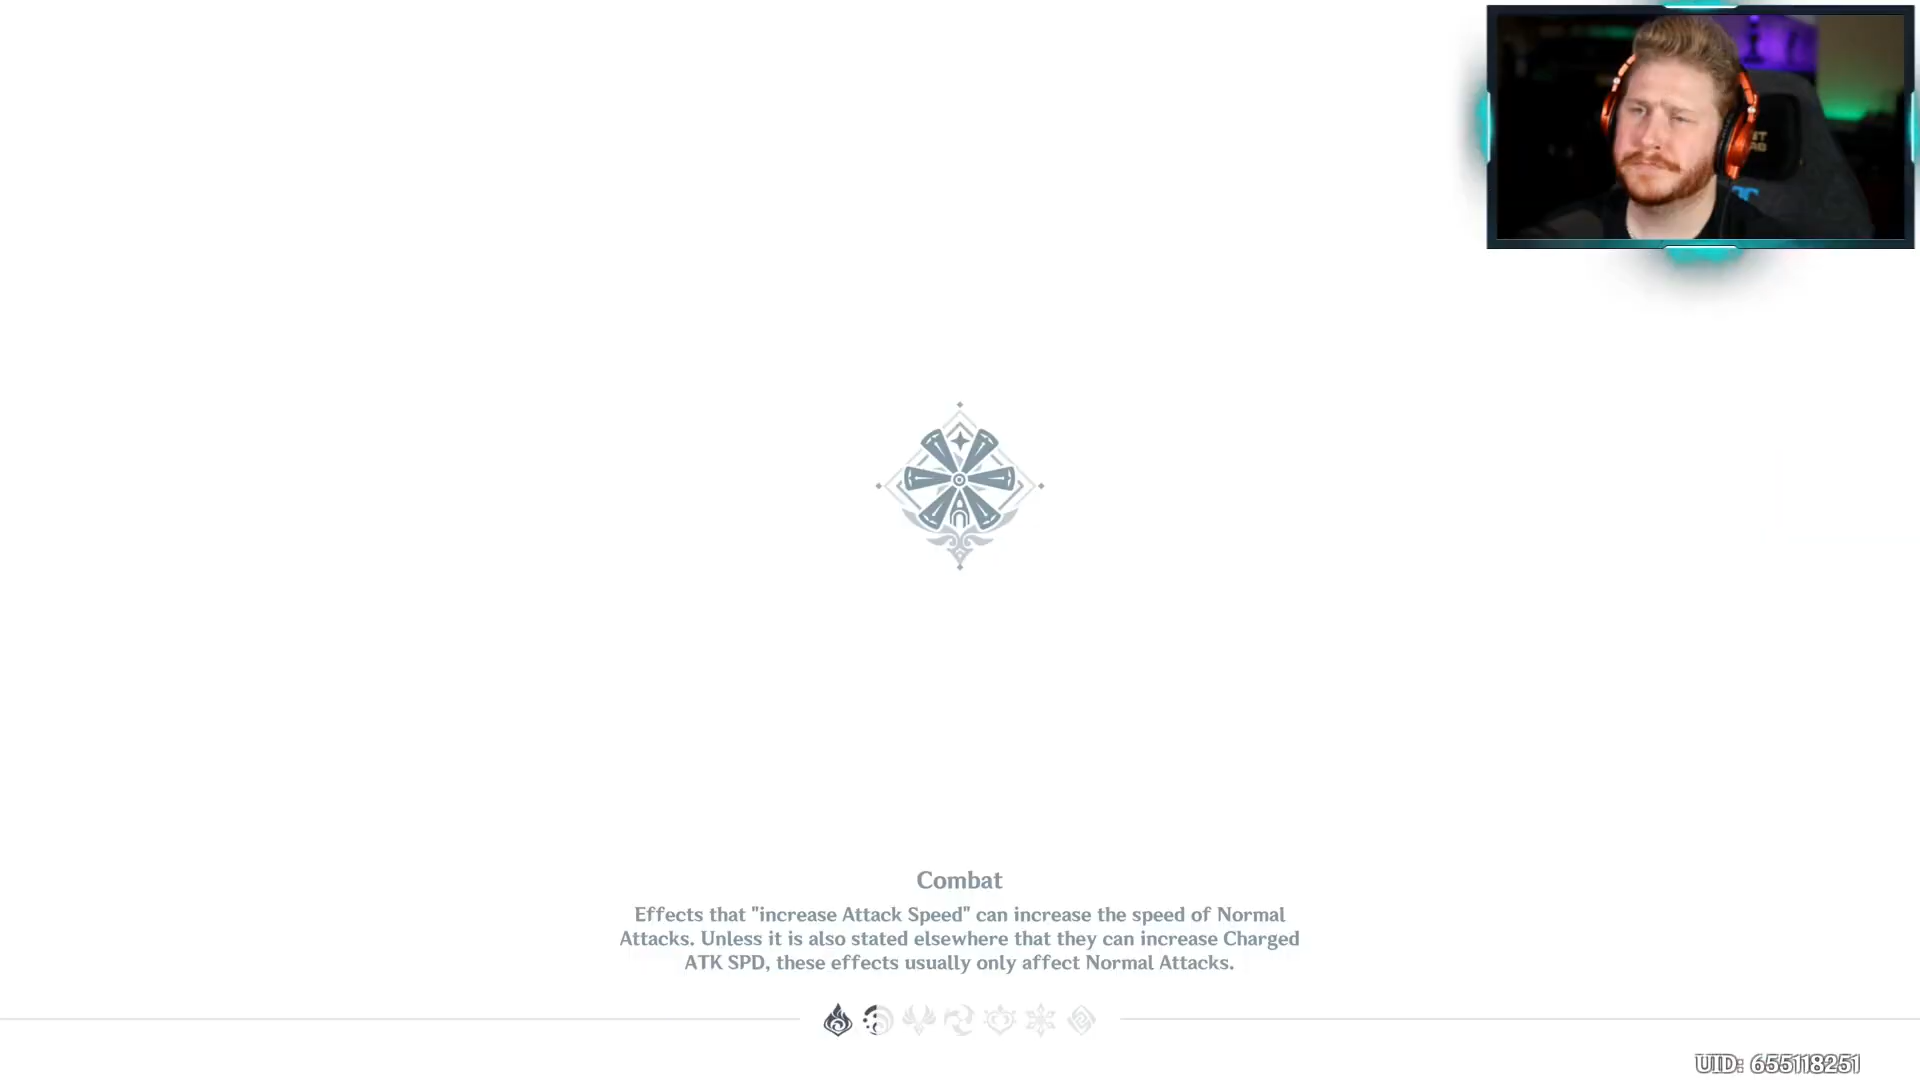 Combat
Effects that "increase Attack Speed" can increase the speed of Normal
Attacks. Unless it is also stated elsewhere that they can increase Charged
ATK SPD, these effects usually only affect Normal Attacks.
UID: 655118251